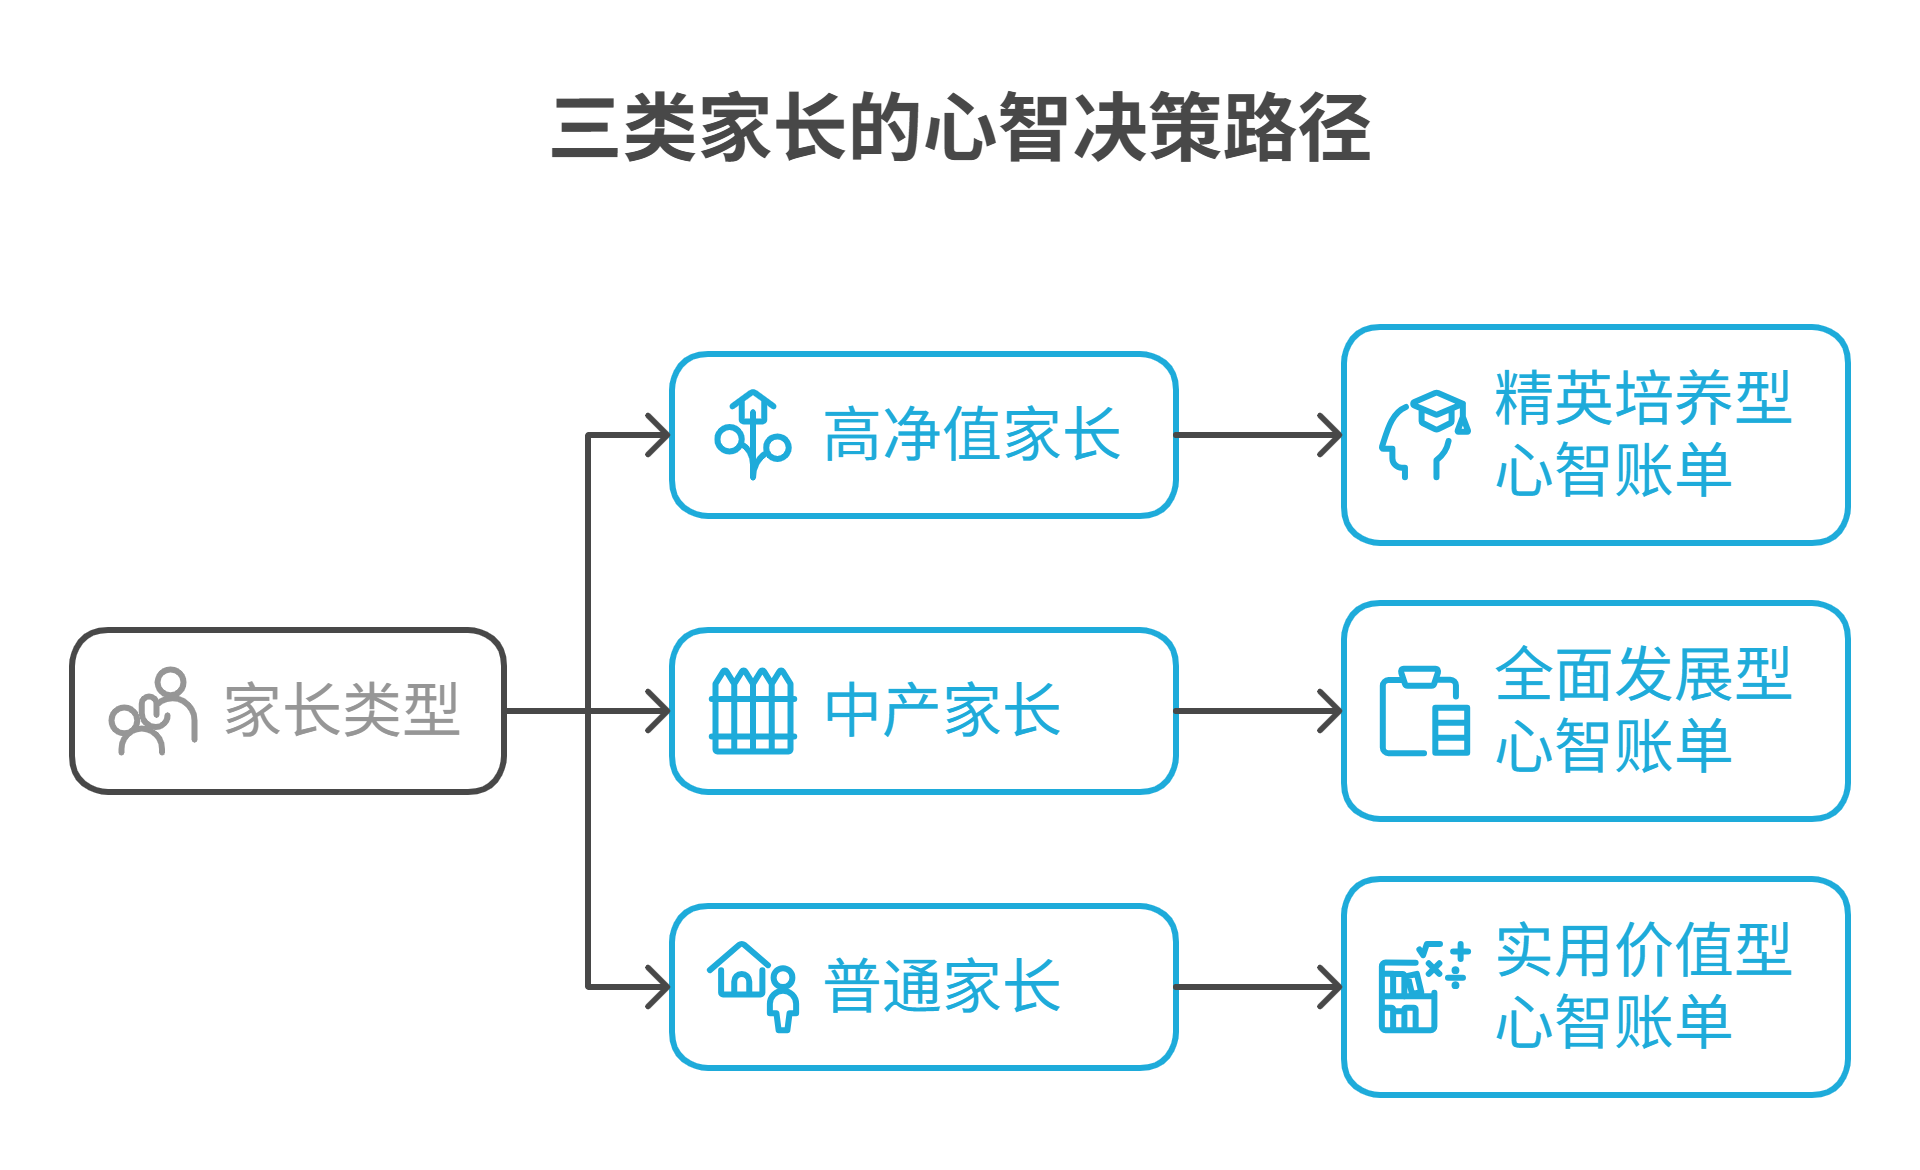 三类家长的心智决策路径
家长类型
高净值家长
精英培养型
心智账单
中产家长
全面发展型
心智账单
普通家长
实用价值型
心智账单